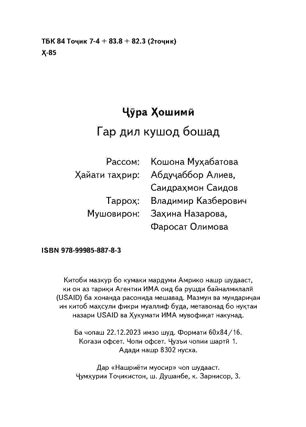 ТБК 84 Тоҷик 7-4 + 83.8 + 82.3 (2тоҷик)
Ҳ-85
Ҷӯра Ҳошимӣ
Гар дил кушод бошад
Рассом: Кошона Муҳабатова
Ҳайати таҳрир: Абдуҷаббор Алиев,
Саидраҳмон Саидов
Тарроҳ: Владимир Казберович
Мушовирон: Заҳина Назарова,
Фаросат Олимова
ISBN 978-99985-887-8-3
Китоби мазкур бо кумаки мардуми Амрико нашр шудааст,
ки он аз тариқи Агентии ИМА оид ба рушди байналмилалӣ
(USAID) ба хонанда расонида мешавад. Мазмун ва мундариҷаи
ин китоб маҳсули фикри муаллиф буда, метавонад бо нуқтаи
назари USAID ва Ҳукумати ИМА мувофиқат накунад.
Ба чопаш 22.12.2023 имзо шуд. Формати 60x84/16.
Коғази офсет. Чопи офсет. Ҷузъи чопии шартӣ 1.
Адади нашр 8302 нусха.
Дар «Нашриёти муосир» чоп шудааст.
Ҷумҳурии Тоҷикистон, ш. Душанбе, к. Зарнисор, 3.